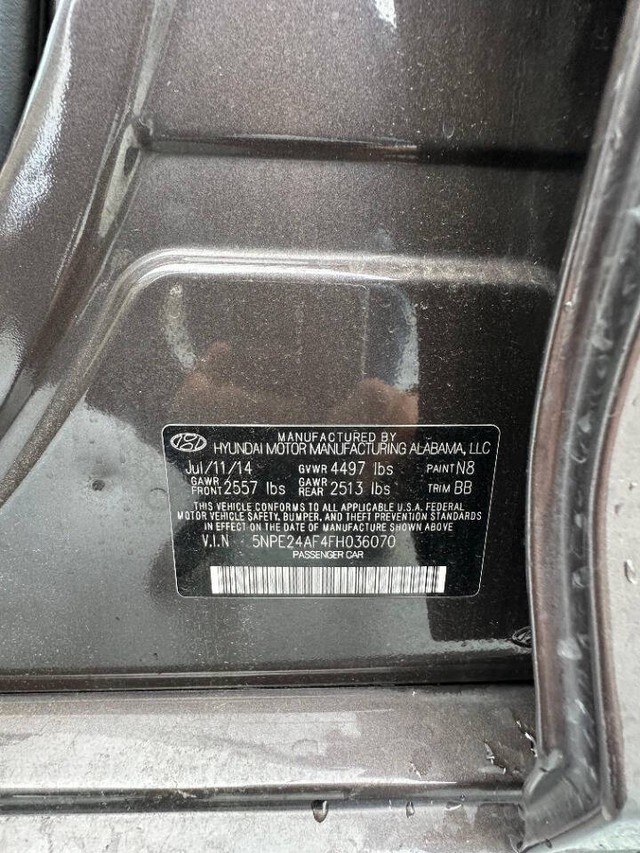 MANUFACTURED BY
HYUNDAI MOTOR MANUFACTURING ALABAMA, LLC
Jul/11/14 GVWR 4497 lbs PAINT N8
GAWR FRONT 2557 lbs GAWR REAR 2513 lbs TRIM BB
THIS VEHICLE CONFORMS TO ALL APPLICABLE U.S.A. FEDERAL
MOTOR VEHICLE SAFETY, BUMPER, AND THEFT PREVENTION STANDARDS
IN EFFECT ON THE DATE OF MANUFACTURE SHOWN ABOVE.
V.I.N 5NPE24AF4FH036070
PASSENGER CAR